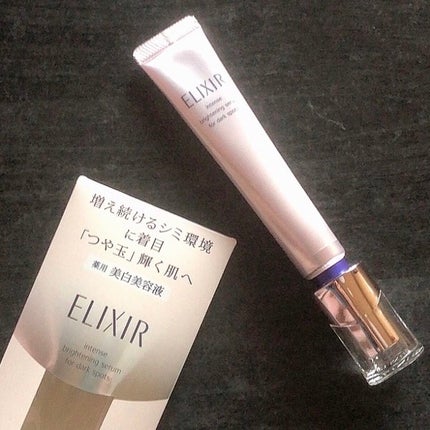 ELIXIR
intense
brightening ser
for dark spots
増え続けるシミ環境
に着目
「つや玉」輝く肌へ
薬用 美白美容液
ELIXIR
intense
brightening serum
for dark spots